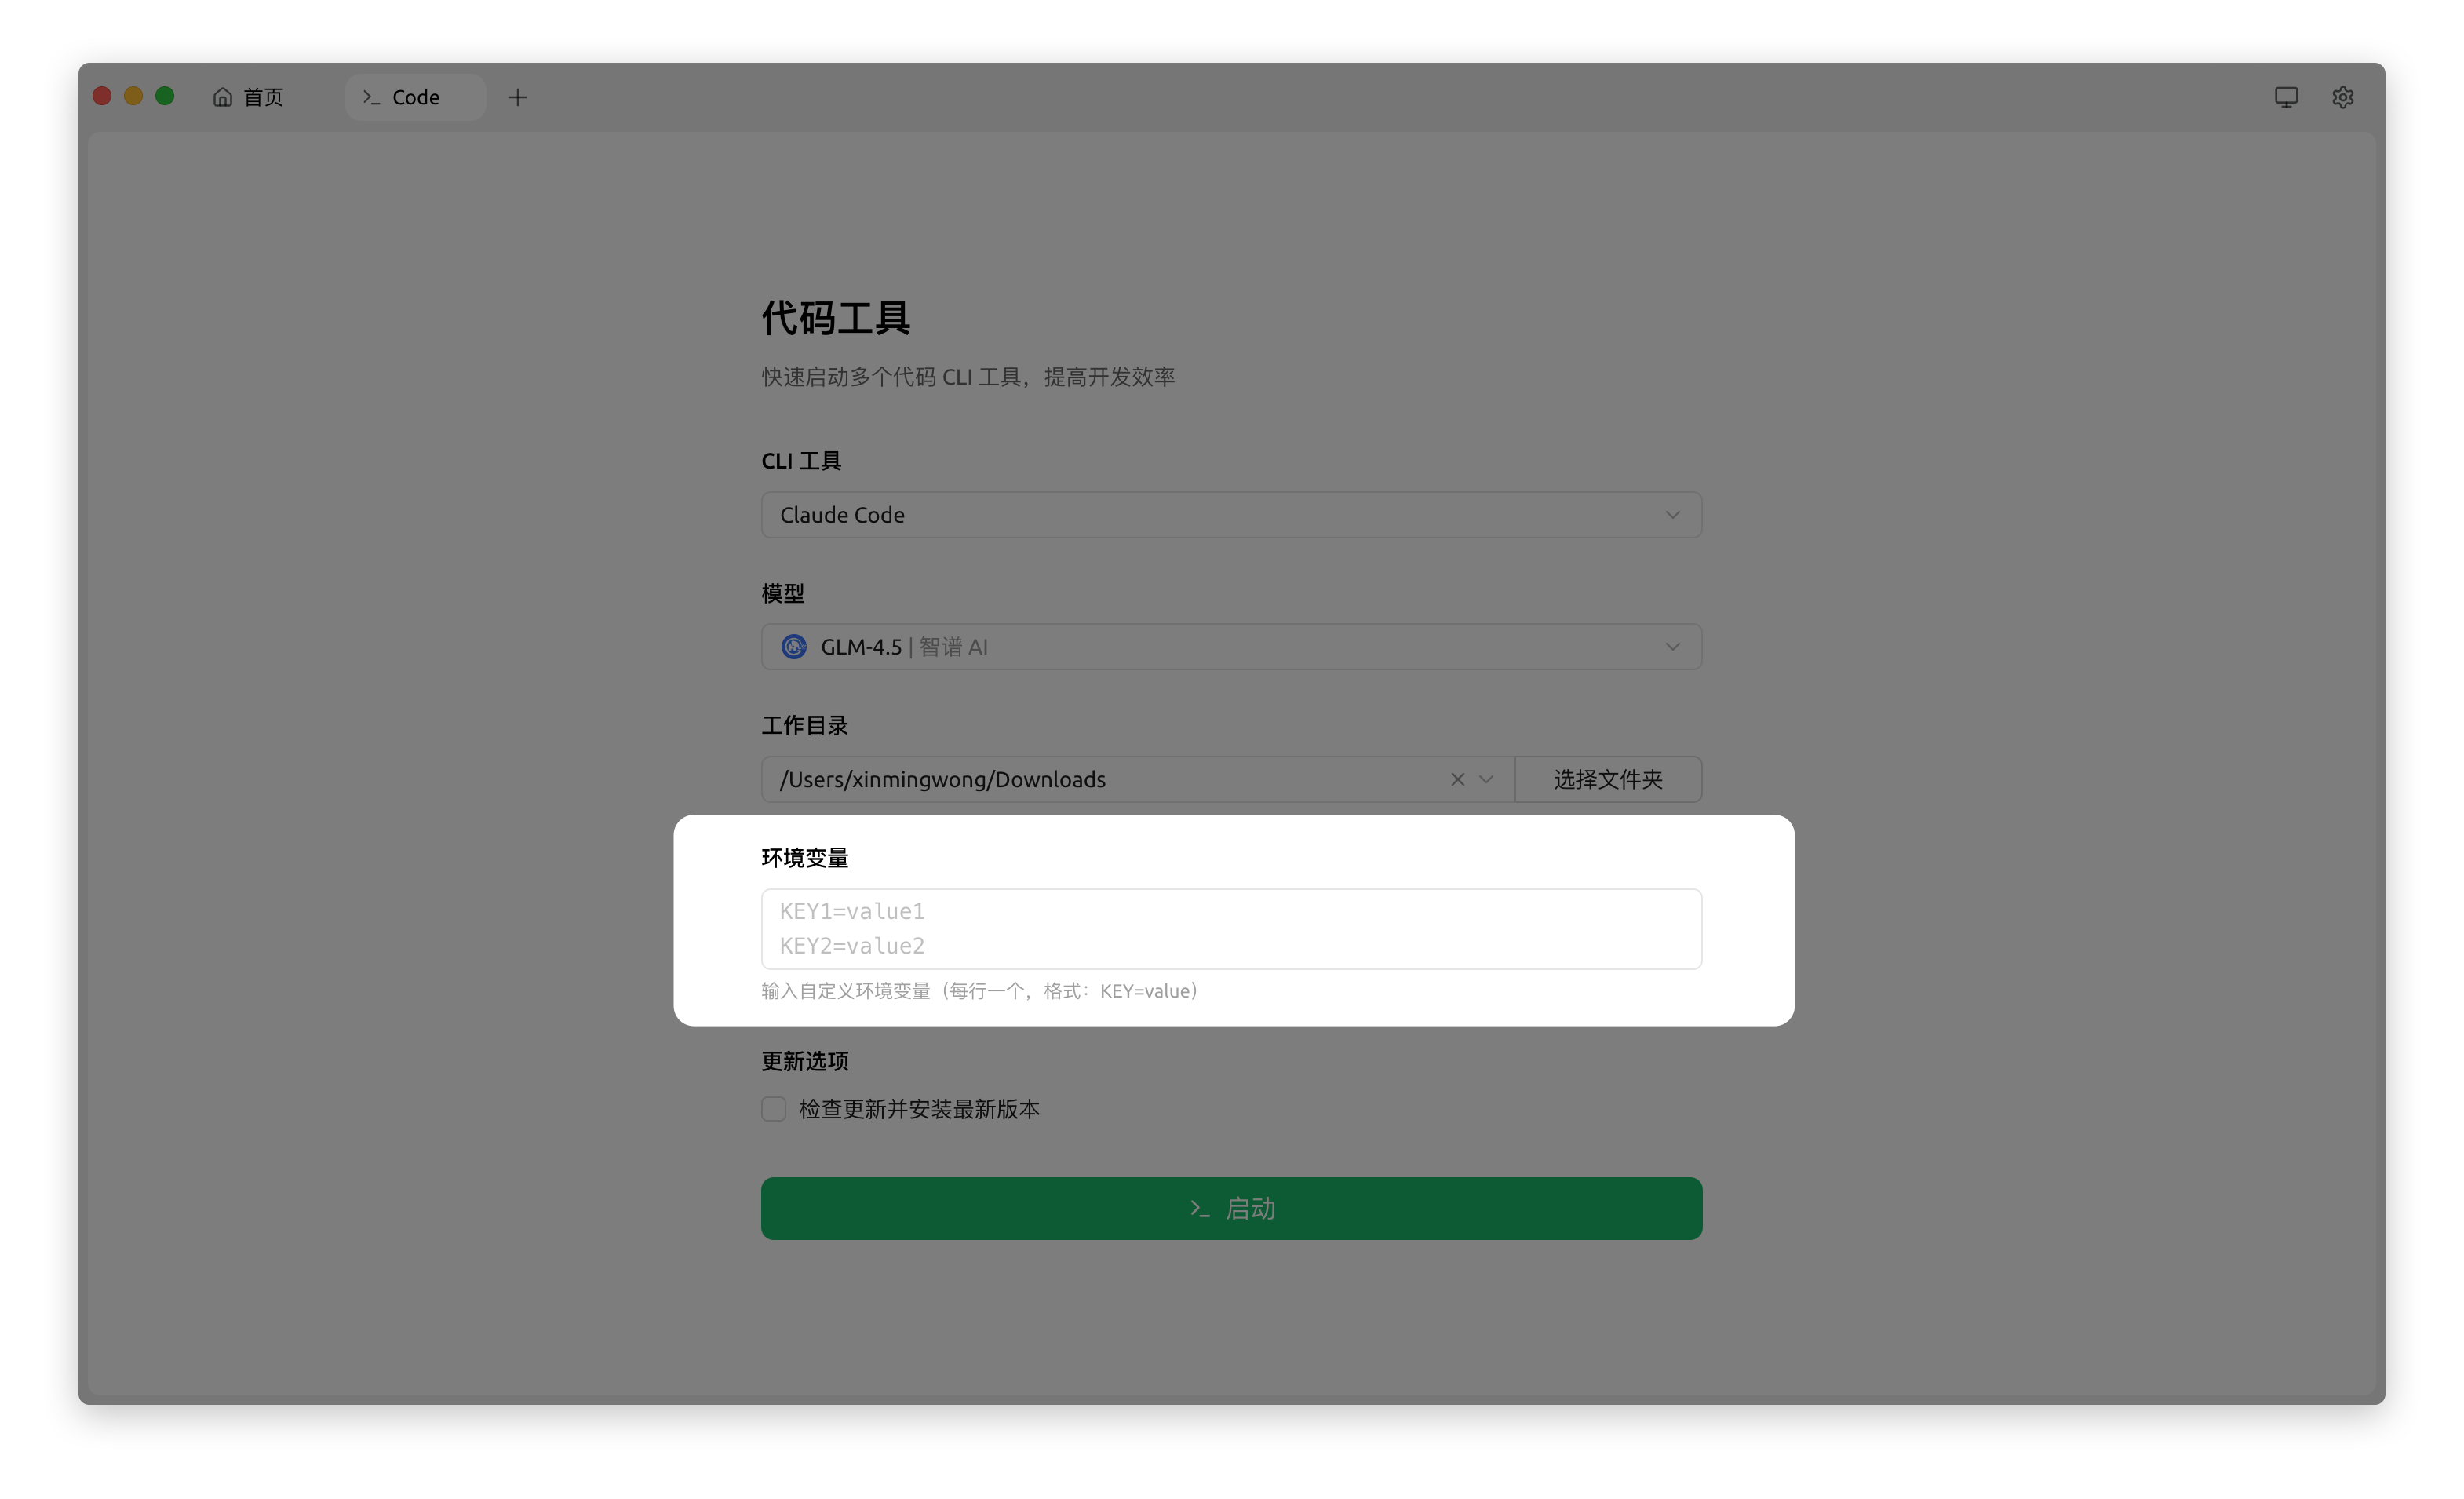 首页
Code
代码工具
快速启动多个代码 CLI 工具，提高开发效率
CLI 工具
Claude Code
模型
GLM-4.5 | 智谱 AI
工作目录
/Users/xinmingwong/Downloads
选择文件夹
环境变量
KEY1=value1
KEY2=value2
输入自定义环境变量（每行一个，格式：KEY=value）
更新选项
检查更新并安装最新版本
启动